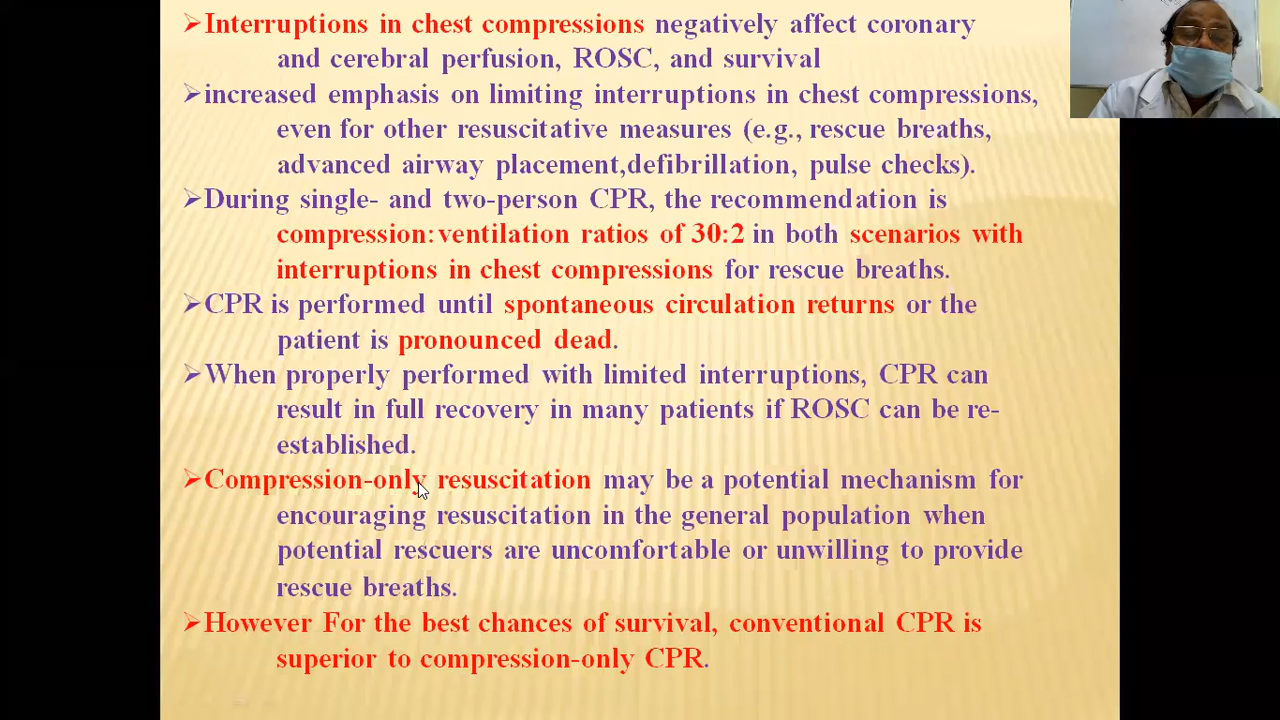 ➢Interruptions in chest compressions negatively affect coronary
and cerebral perfusion, ROSC, and survival
➢increased emphasis on limiting interruptions in chest compressions,
even for other resuscitative measures (e.g., rescue breaths,
advanced airway placement,defibrillation, pulse checks).
➢During single- and two-person CPR, the recommendation is
compression:ventilation ratios of 30:2 in both scenarios with
interruptions in chest compressions for rescue breaths.
➢CPR is performed until spontaneous circulation returns or the
patient is pronounced dead.
➢When properly performed with limited interruptions, CPR can
result in full recovery in many patients if ROSC can be re-
established.
➢Compression-only resuscitation may be a potential mechanism for
encouraging resuscitation in the general population when
potential rescuers are uncomfortable or unwilling to provide
rescue breaths.
➢However For the best chances of survival, conventional CPR is
superior to compression-only CPR.